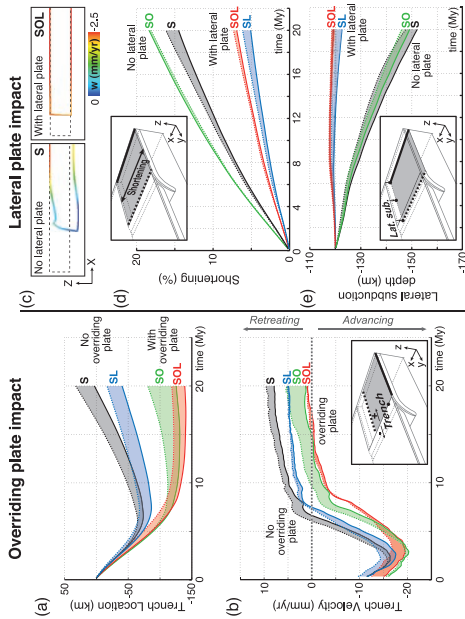 Overriding plate impact
(a)
Trench Location (km)
50
0
-50
-100
-150
No
overriding
plate
S
SL
With
overriding
plate
SO
SOL
0
10
20
time (My)
(b)
Trench Velocity (mm/yr)
15
10
0
-10
-20
Retreating
Advancing
No
overriding
plate
S
SL
SO
SOL
overriding
plate
Trench
z
x
y
0
10
20
time (My)
Lateral plate impact
(c)
No lateral plate
S
With lateral plate
SOL
Z
X
0
w (mm/yr)
2.5
(d)
Shortening (%)
20
10
0
Shortening
z
x
y
No lateral
plate
SO
S
With lateral
plate
SOL
SL
0
4
8
12
16
20
time (My)
(e)
Lateral subduction
depth (km)
-110
-130
-150
-170
Lat. sub.
z
x
y
SOL
SL
With lateral
plate
No lateral
plate
SO
S
0
4
8
12
16
20
time (My)